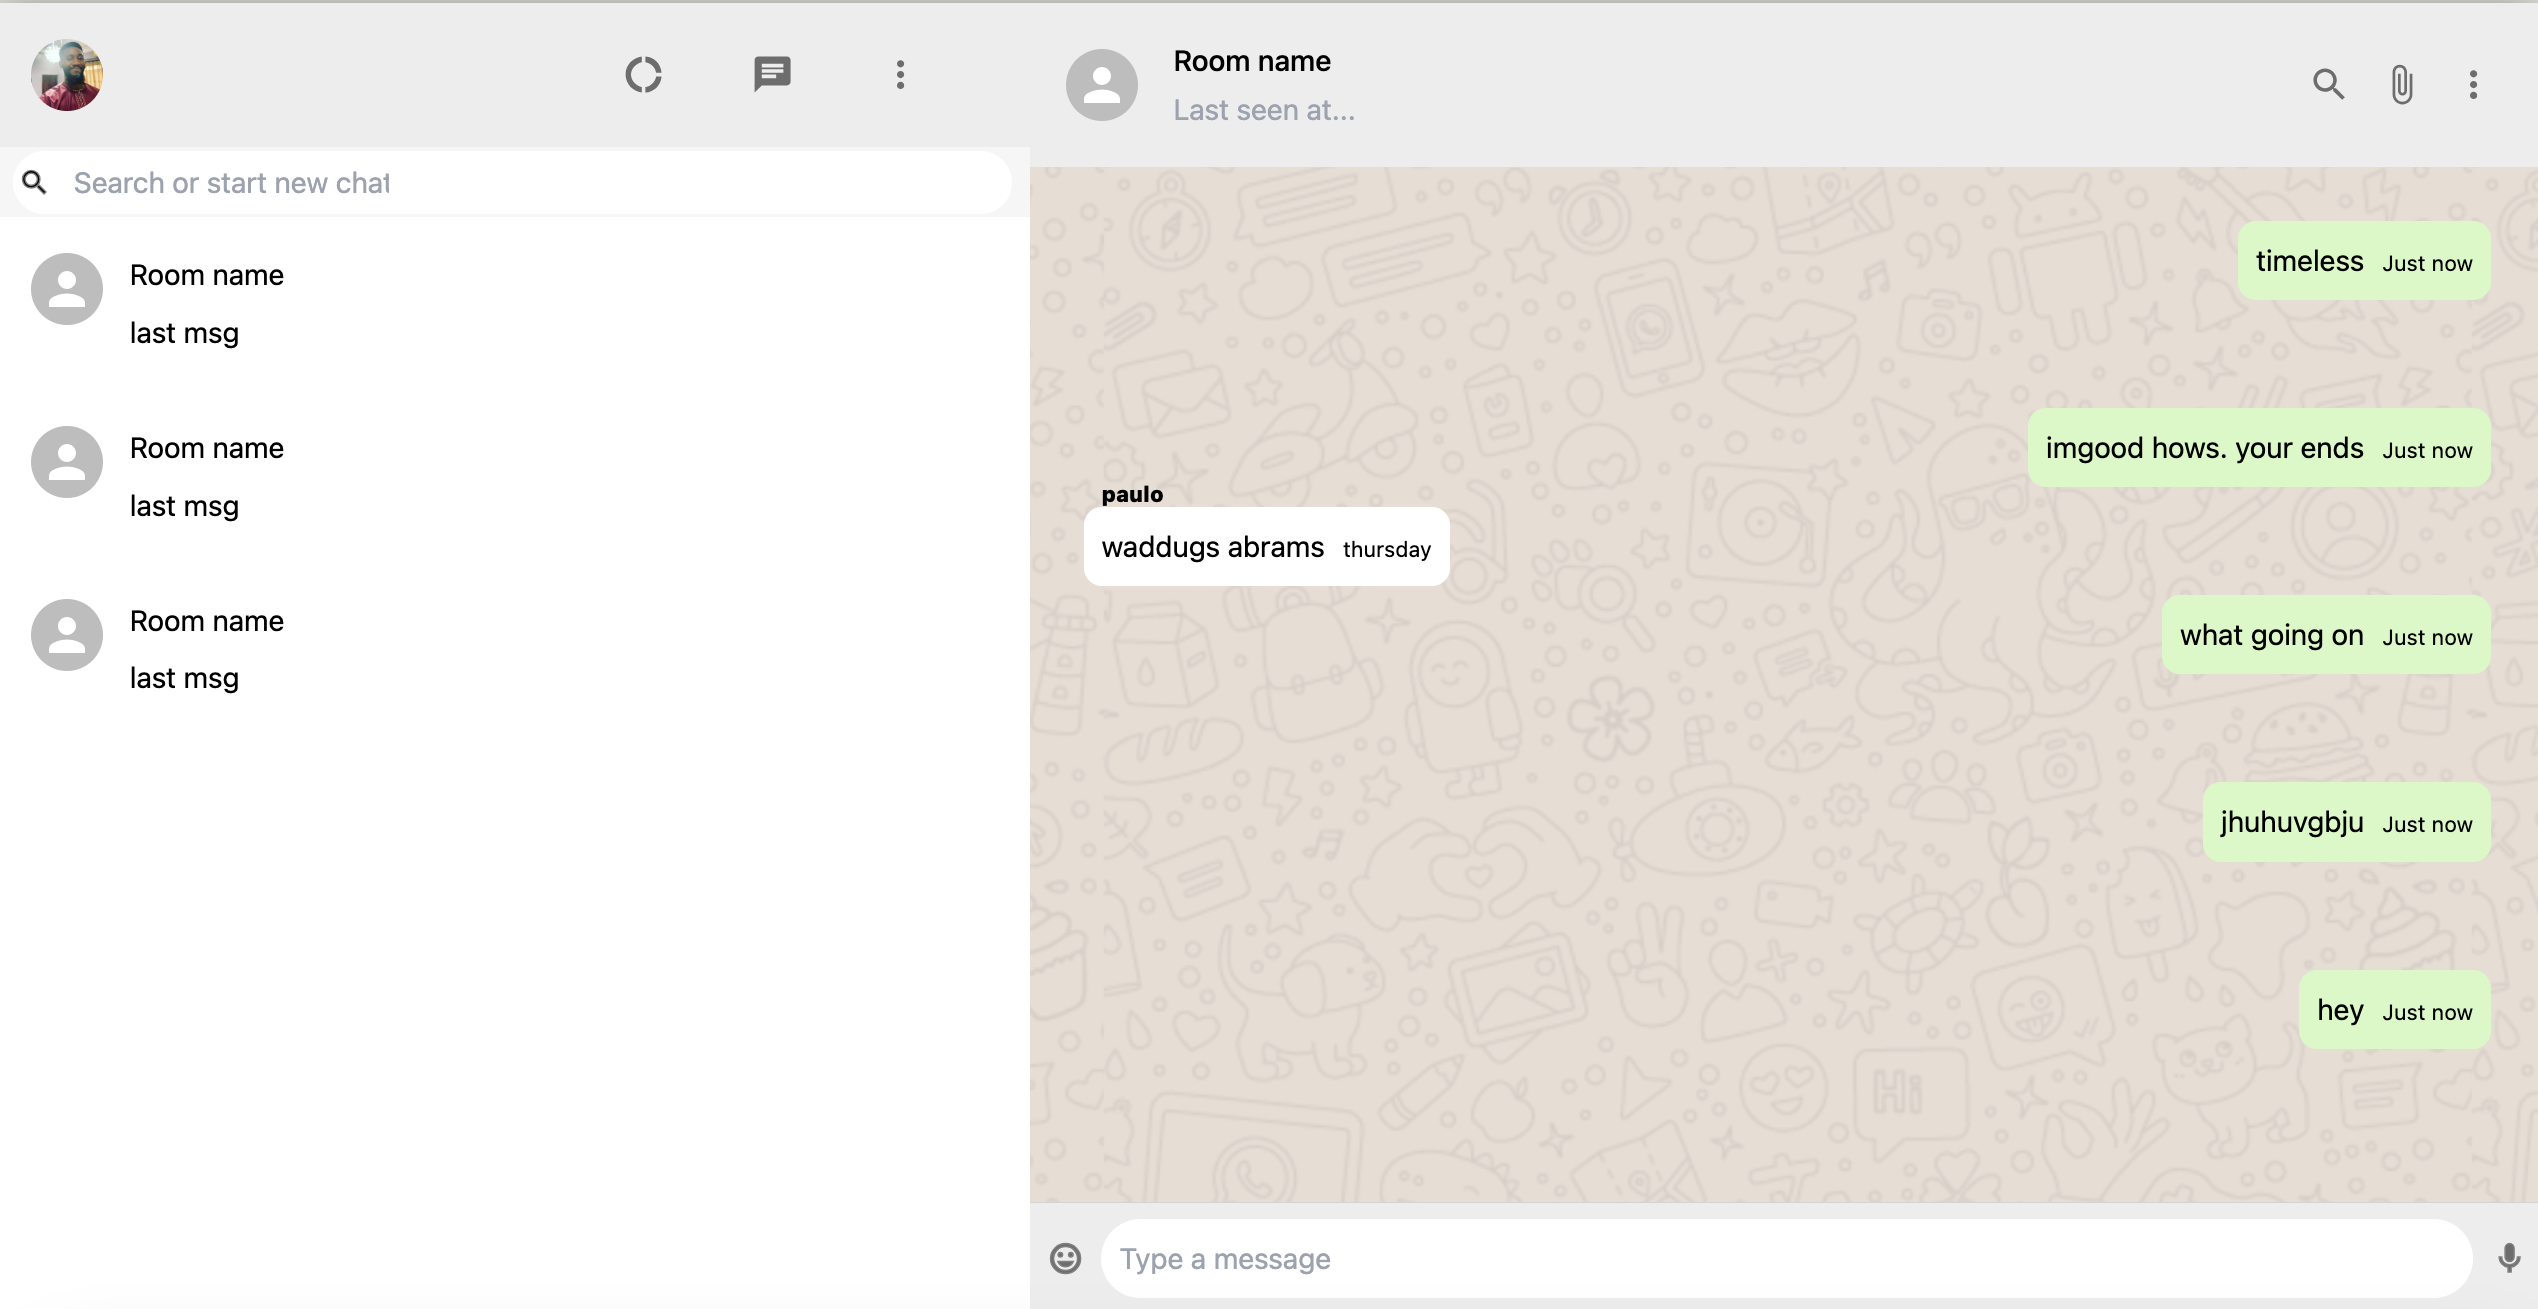 Search or start new chat
Room name
last msg
Room name
last msg
Room name
last msg
Room name
Last seen at...
timeless Just now
imgood hows. your ends Just now
paulo
waddugs abrams thursday
what going on Just now
jhuhuvgbju Just now
hey Just now
Hi
Type a message